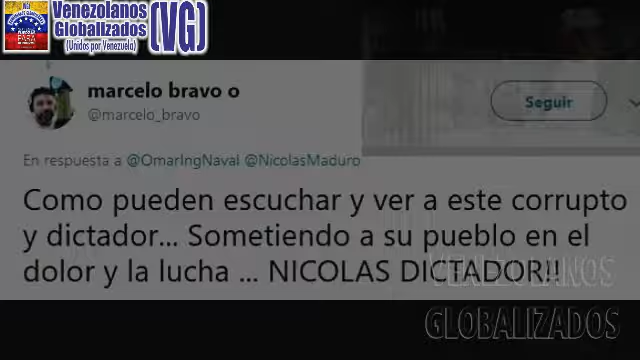 Venezolanos
Globalizados
(Unidos por Venezuela)
(VG)
marcelo bravo o
@marcelo_bravo
Seguir
En respuesta a @OmarIngNaval @NicolasMaduro
Como pueden escuchar y ver a este corrupto
y dictador... Sometiendo a su pueblo en el
dolor y la lucha ... NICOLAS DICTADOR!!
VENEZOLANOS
GLOBALIZADOS